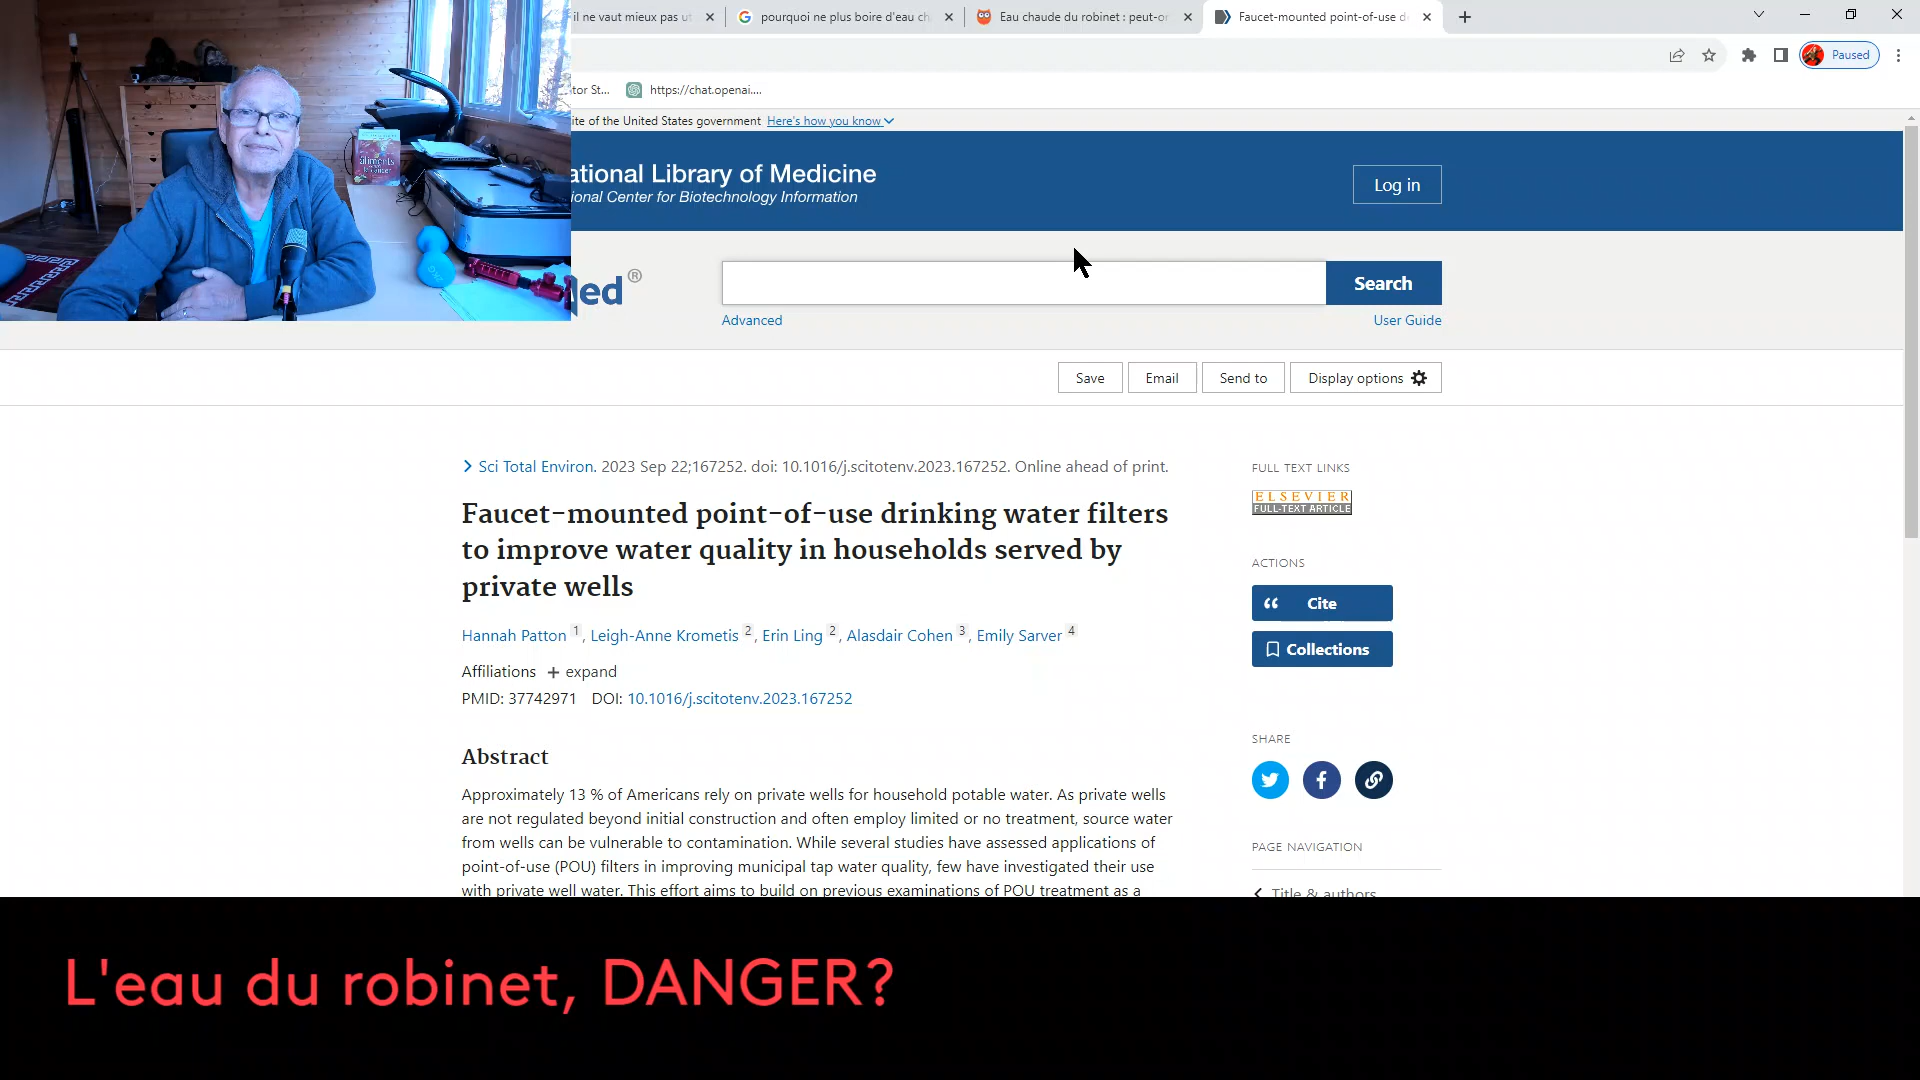 il ne vaut mieux pas ut
pourquoi ne plus boire d'eau ch
Eau chaude du robinet : peut-or
Faucet-mounted point-of-use d
Paused
tor St...
https://chat.openai....
ite of the United States government Here's how you know
ational Library of Medicine
ional Center for Biotechnology Information
Log in
aliments
ed®
Search
Advanced
User Guide
Save
Email
Send to
Display options
Sci Total Environ. 2023 Sep 22;167252. doi: 10.1016/j.scitotenv.2023.167252. Online ahead of print.
Faucet-mounted point-of-use drinking water filters
to improve water quality in households served by
private wells
Hannah Patton 1, Leigh-Anne Krometis 2, Erin Ling 2, Alasdair Cohen 3, Emily Sarver 4
Affiliations + expand
PMID: 37742971 DOI: 10.1016/j.scitotenv.2023.167252
Abstract
Approximately 13 % of Americans rely on private wells for household potable water. As private wells
are not regulated beyond initial construction and often employ limited or no treatment, source water
from wells can be vulnerable to contamination. While several studies have assessed applications of
point-of-use (POU) filters in improving municipal tap water quality, few have investigated their use
with private well water. This effort aims to build on previous examinations of POU treatment as a
FULL TEXT LINKS
ELSEVIER
FULL-TEXT ARTICLE
ACTIONS
Cite
Collections
SHARE
PAGE NAVIGATION
Title & authors
L'eau du robinet, DANGER?